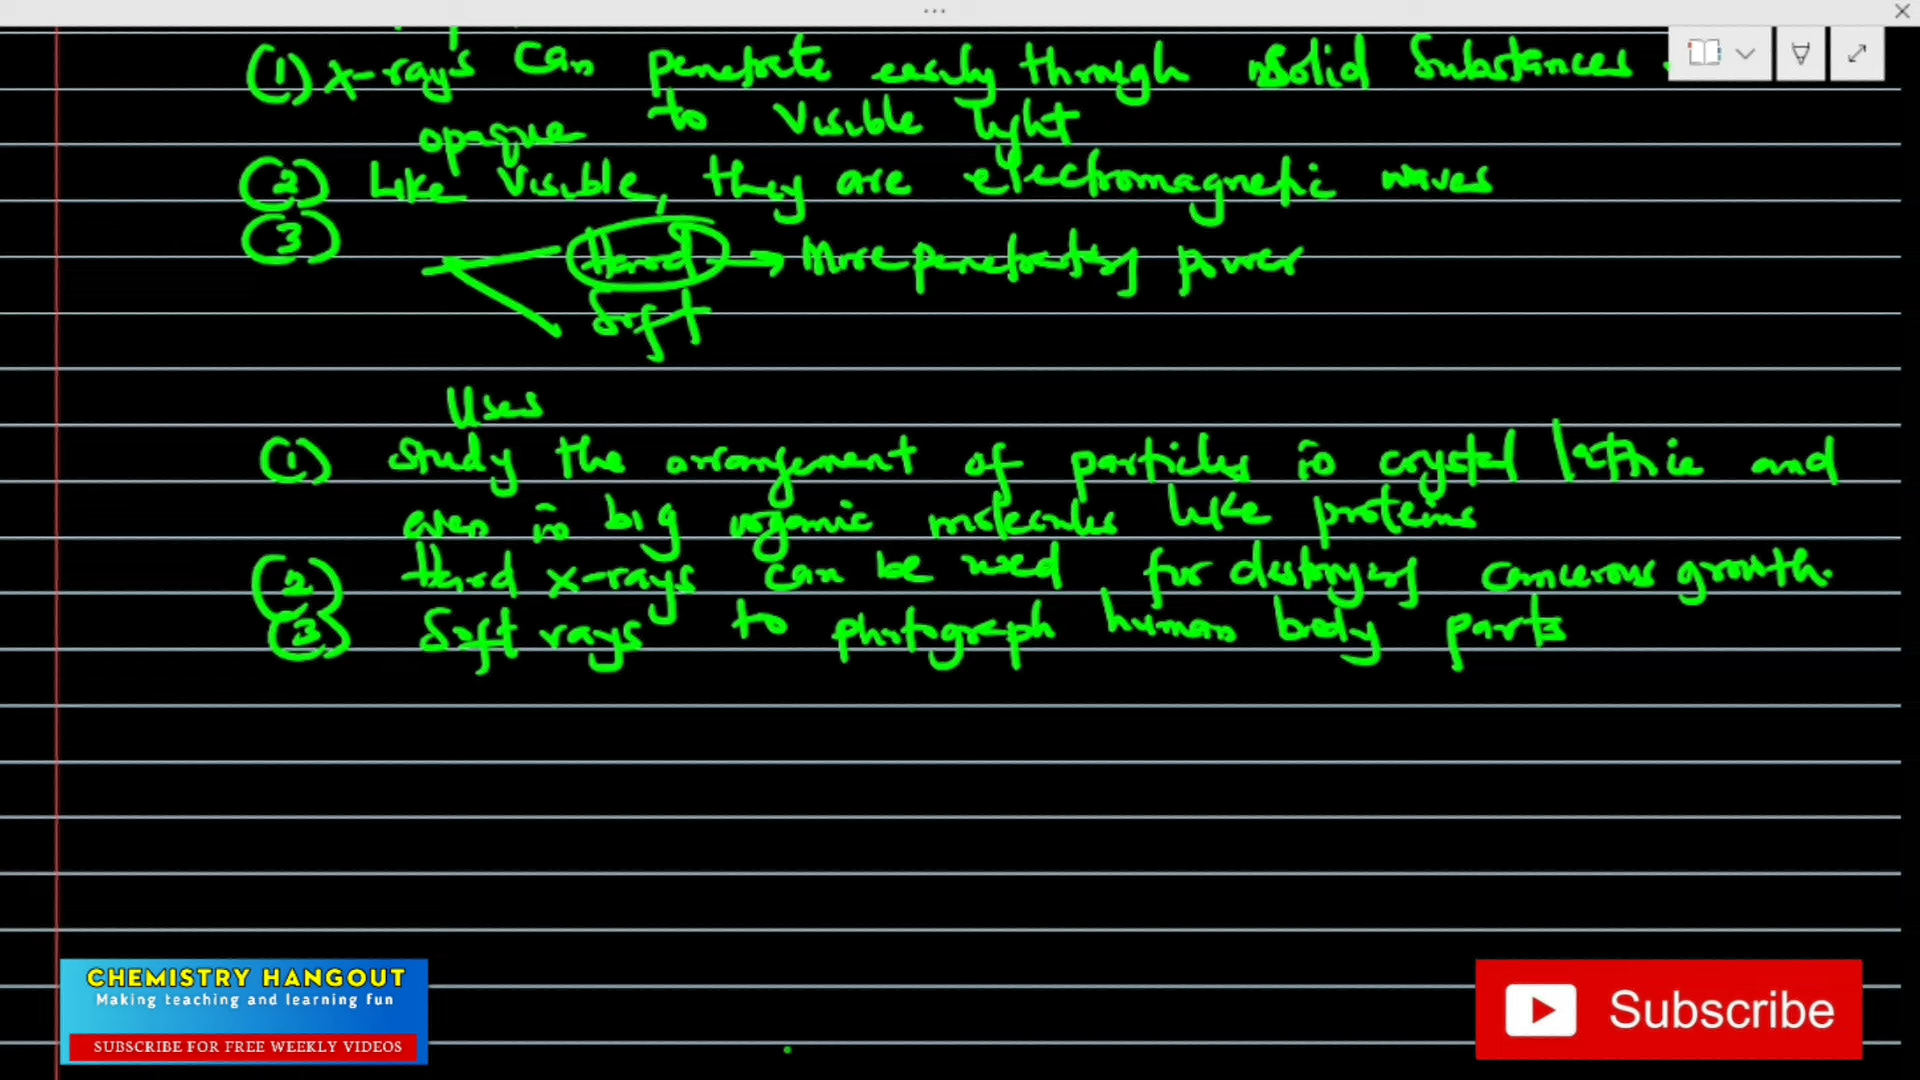 ...
(1) X-rays can penetrate easily through solid substances.
opaque to visible light
(2) Like visible, they are electromagnetic waves
(3)
Hard → More penetrating power
Soft
Uses
(1) Study the arrangement of particles in crystal lattice and
even in big organic molecules like proteins
(2) Hard x-rays can be used for destroying cancerous growth.
(3) Soft rays to photograph human body parts
CHEMISTRY HANGOUT
Making teaching and learning fun
SUBSCRIBE FOR FREE WEEKLY VIDEOS
Subscribe